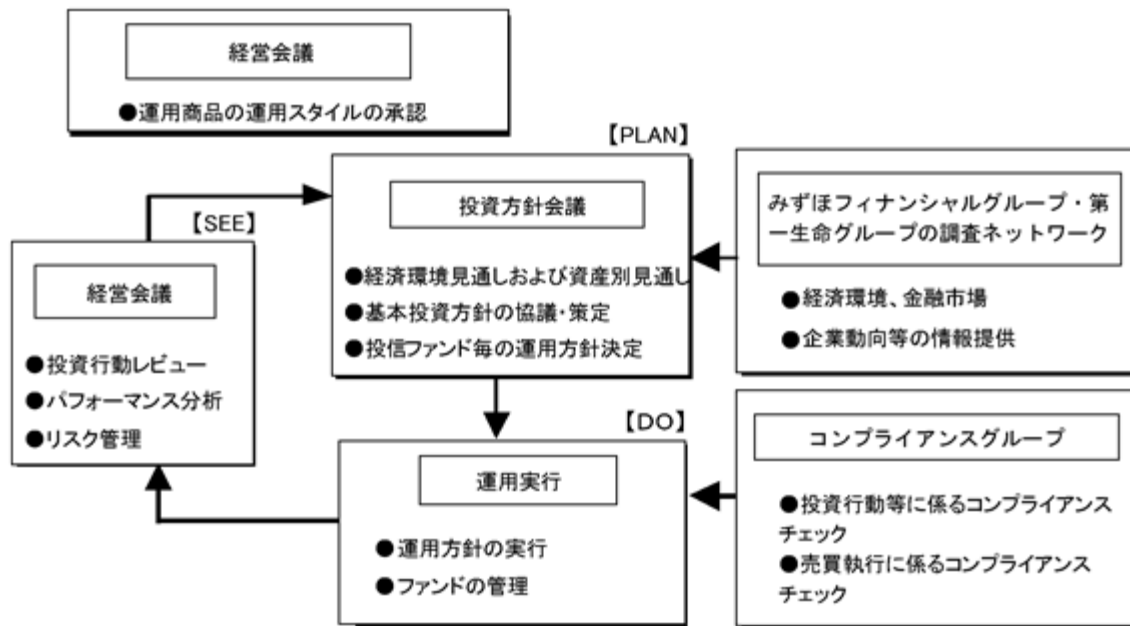 経営会議
●運用商品の運用スタイルの承認
【PLAN】
投資方針会議
●経済環境見通しおよび資産別見通し
●基本投資方針の協議・策定
●投信ファンド毎の運用方針決定
みずほフィナンシャルグループ・第
一生命グループの調査ネットワーク
●経済環境、金融市場
●企業動向等の情報提供
【SEE】
経営会議
●投資行動レビュー
●パフォーマンス分析
●リスク管理
【DO】
運用実行
●運用方針の実行
●ファンドの管理
コンプライアンスグループ
●投資行動等に係るコンプライアンス
チェック
●売買執行に係るコンプライアンス
チェック